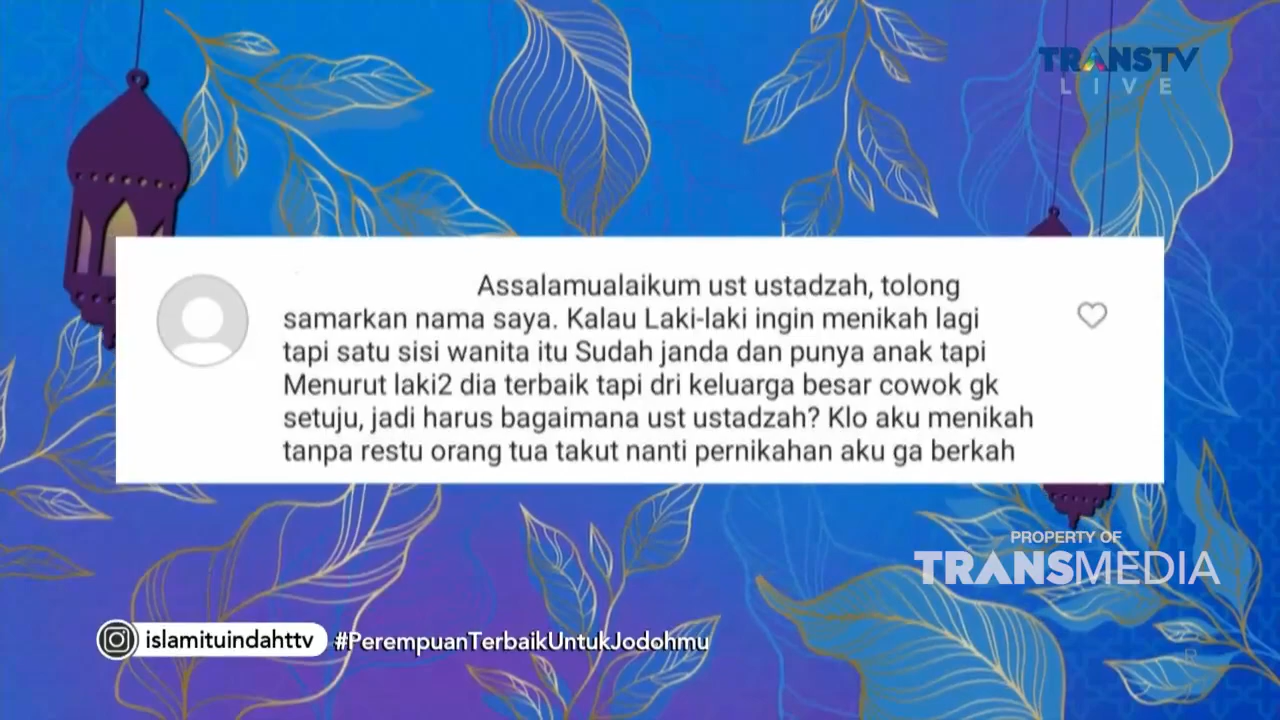 TRANSTV
LIVE
Assalamualaikum ust ustadzah, tolong
samarkan nama saya. Kalau Laki-laki ingin menikah lagi
tapi satu sisi wanita itu Sudah janda dan punya anak tapi
Menurut laki2 dia terbaik tapi dri keluarga besar cowok gk
setuju, jadi harus bagaimana ust ustadzah? Klo aku menikah
tanpa restu orang tua takut nanti pernikahan aku ga berkah
PROPERTY OF
TRANSMEDIA
islamituindahttv #PerempuanTerbaikUntukJodohmu